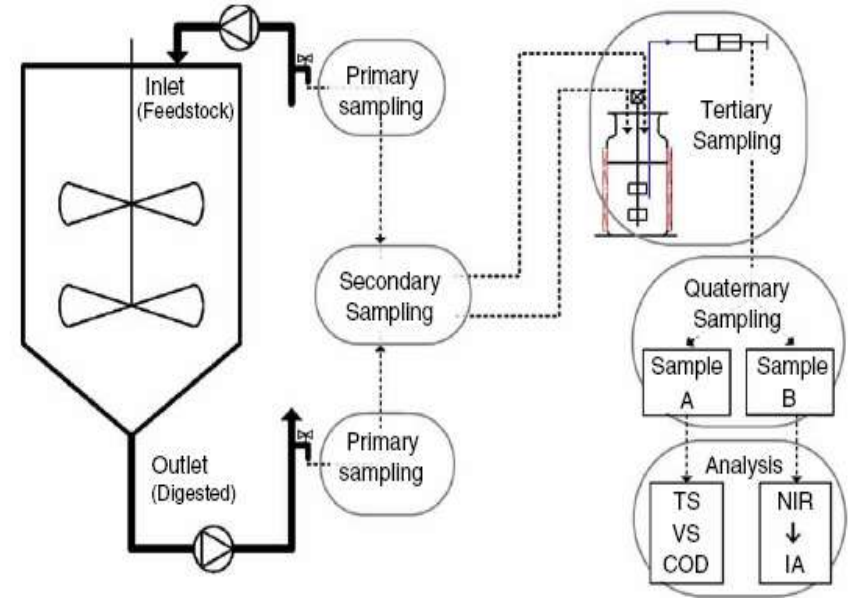 Inlet
(Feedstock)
Primary
sampling
Tertiary
Sampling
Secondary
Sampling
Quaternary
Sampling
Sample
A
Sample
B
Outlet
(Digested)
Primary
sampling
Analysis
TS
VS
COD
NIR
↓
IA